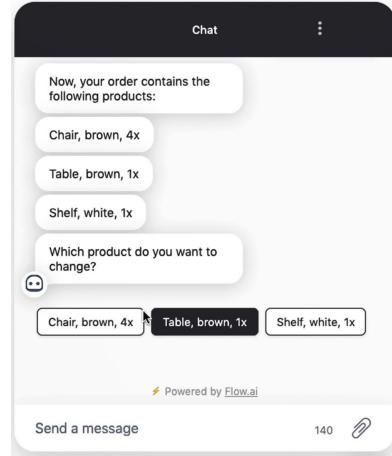 Chat
Now, your order contains the
following products:
Chair, brown, 4x
Table, brown, 1x
Shelf, white, 1x
Which product do you want to
change?
Chair, brown, 4x
Table, brown, 1x
Shelf, white, 1x
⚡ Powered by Flow.ai
Send a message
140